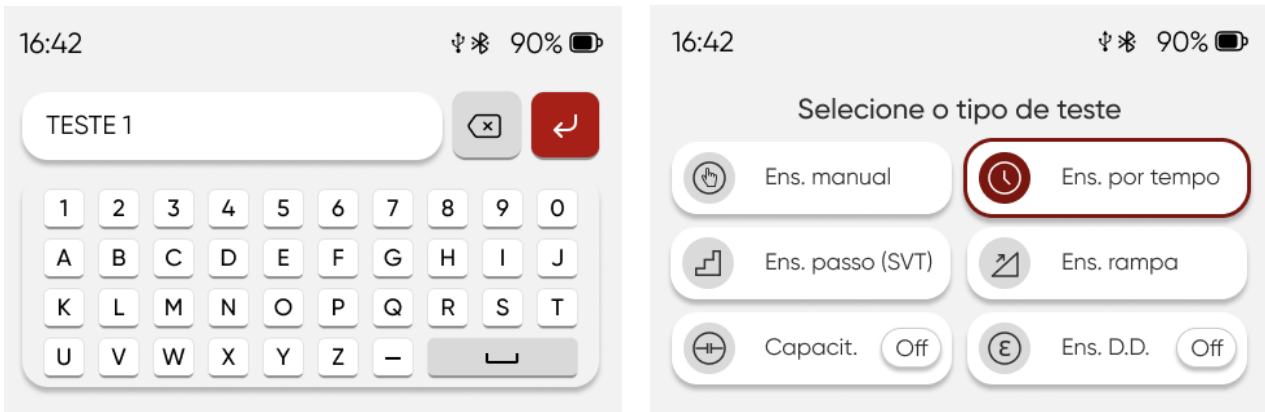 16:42 90%
TESTE 1
1 2 3 4 5 6 7 8 9 0
A B C D E F G H I J
K L M N O P Q R S T
U V W X Y Z –
16:42 90%
Selecione o tipo de teste
Ens. manual Ens. por tempo
Ens. passo (SVT) Ens. rampa
Capacit. Off ε Ens. D.D. Off